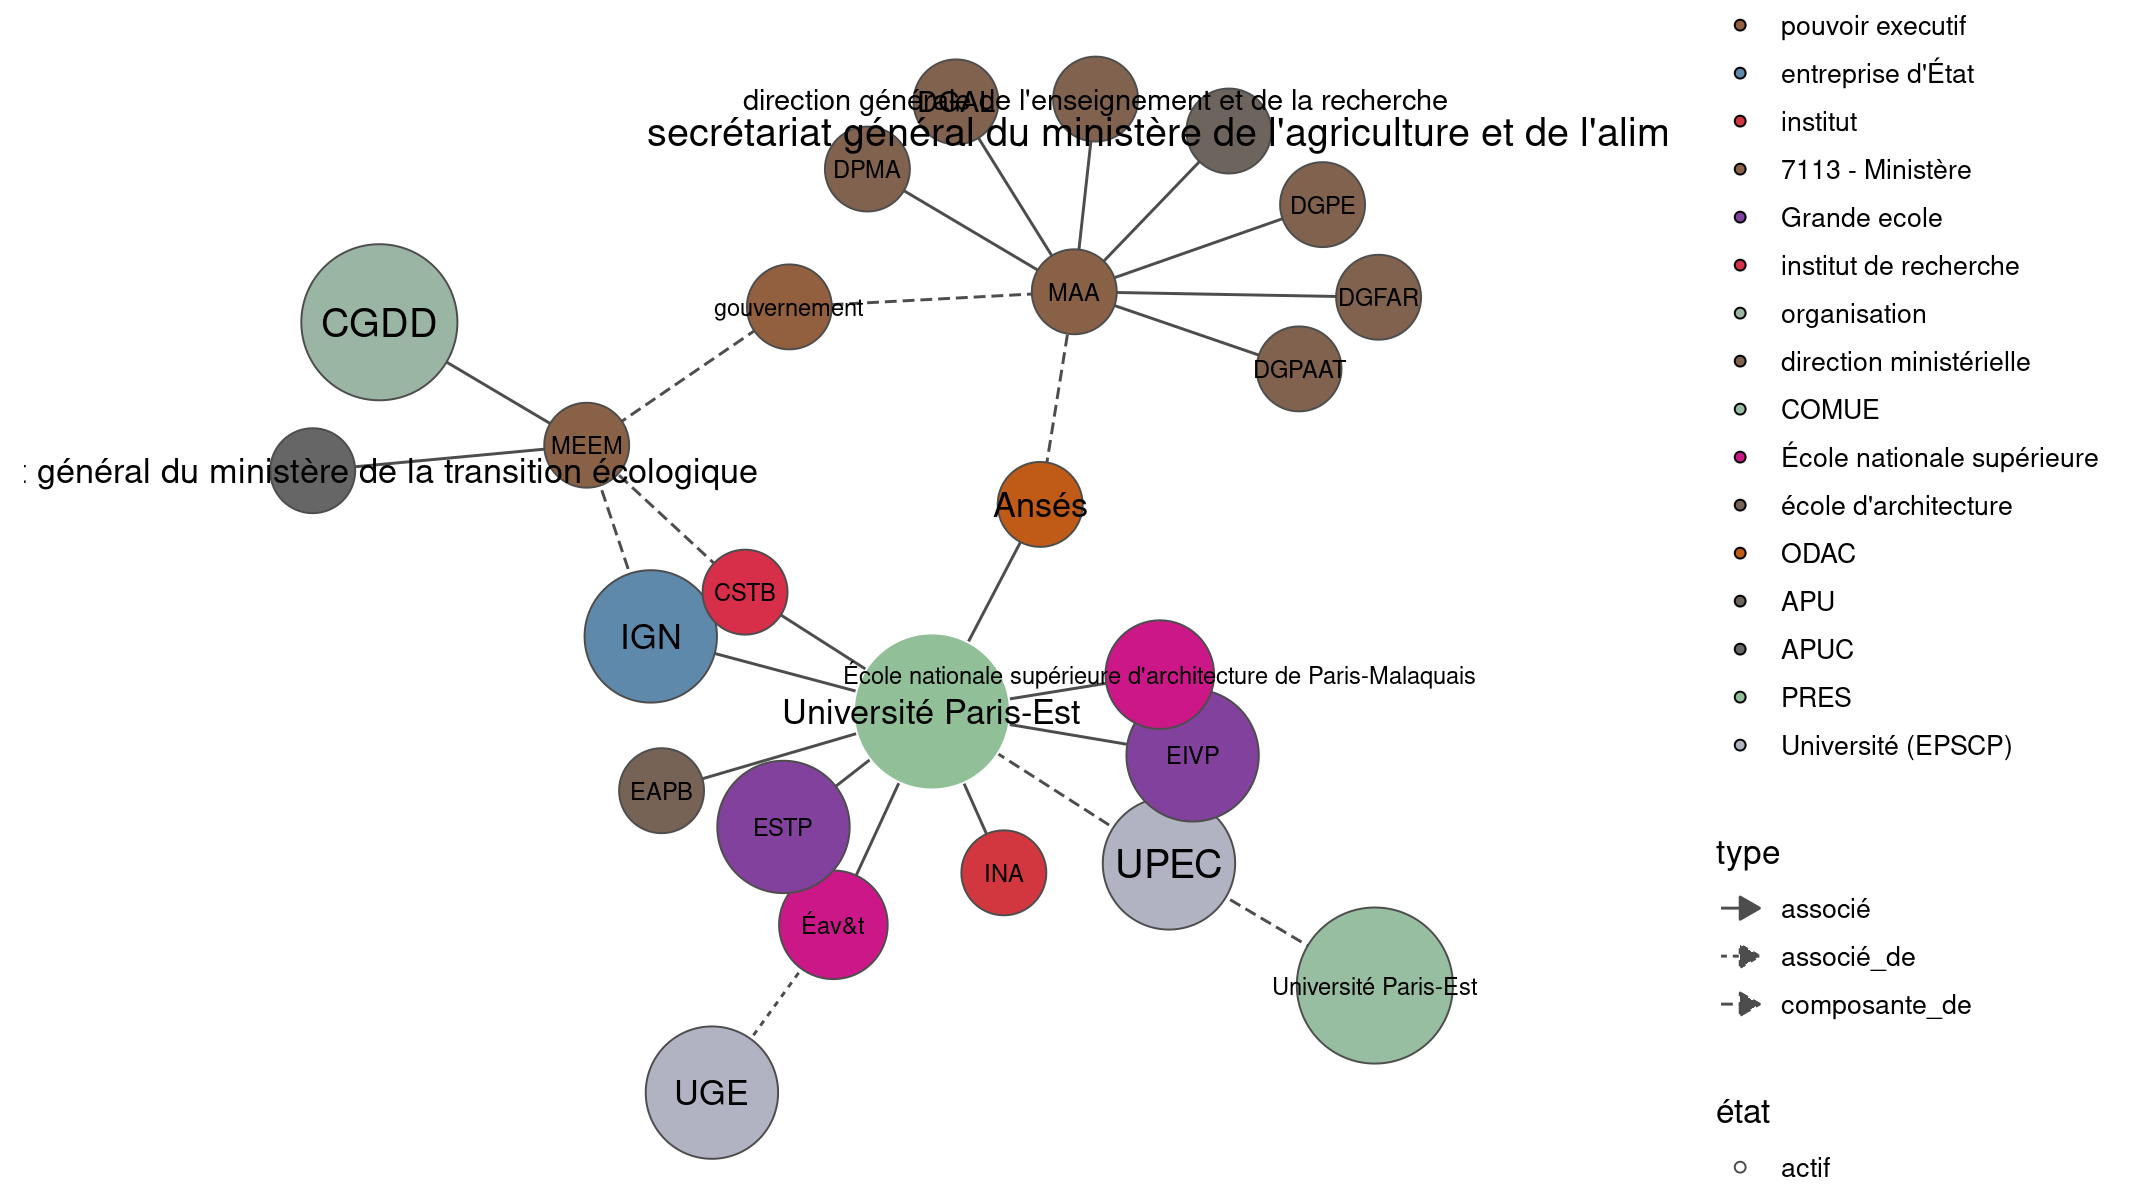 DGAL
direction générale de l'enseignement et de la recherche
secrétariat général du ministère de l'agriculture et de l'alim
DPMA
DGPE
MAA
DGFAR
gouvernement
CGDD
DGPAAT
MEEM
général du ministère de la transition écologique
Ansés
CSTB
IGN
École nationale supérieure d'architecture de Paris-Malaquais
Université Paris-Est
EIVP
EAPB
ESTP
INA
UPEC
Éav&t
Université Paris-Est
UGE
pouvoir executif
entreprise d'État
institut
7113 - Ministère
Grande ecole
institut de recherche
organisation
direction ministérielle
COMUE
École nationale supérieure
école d'architecture
ODAC
APU
APUC
PRES
Université (EPSCP)
type
associé
associé_de
composante_de
état
actif